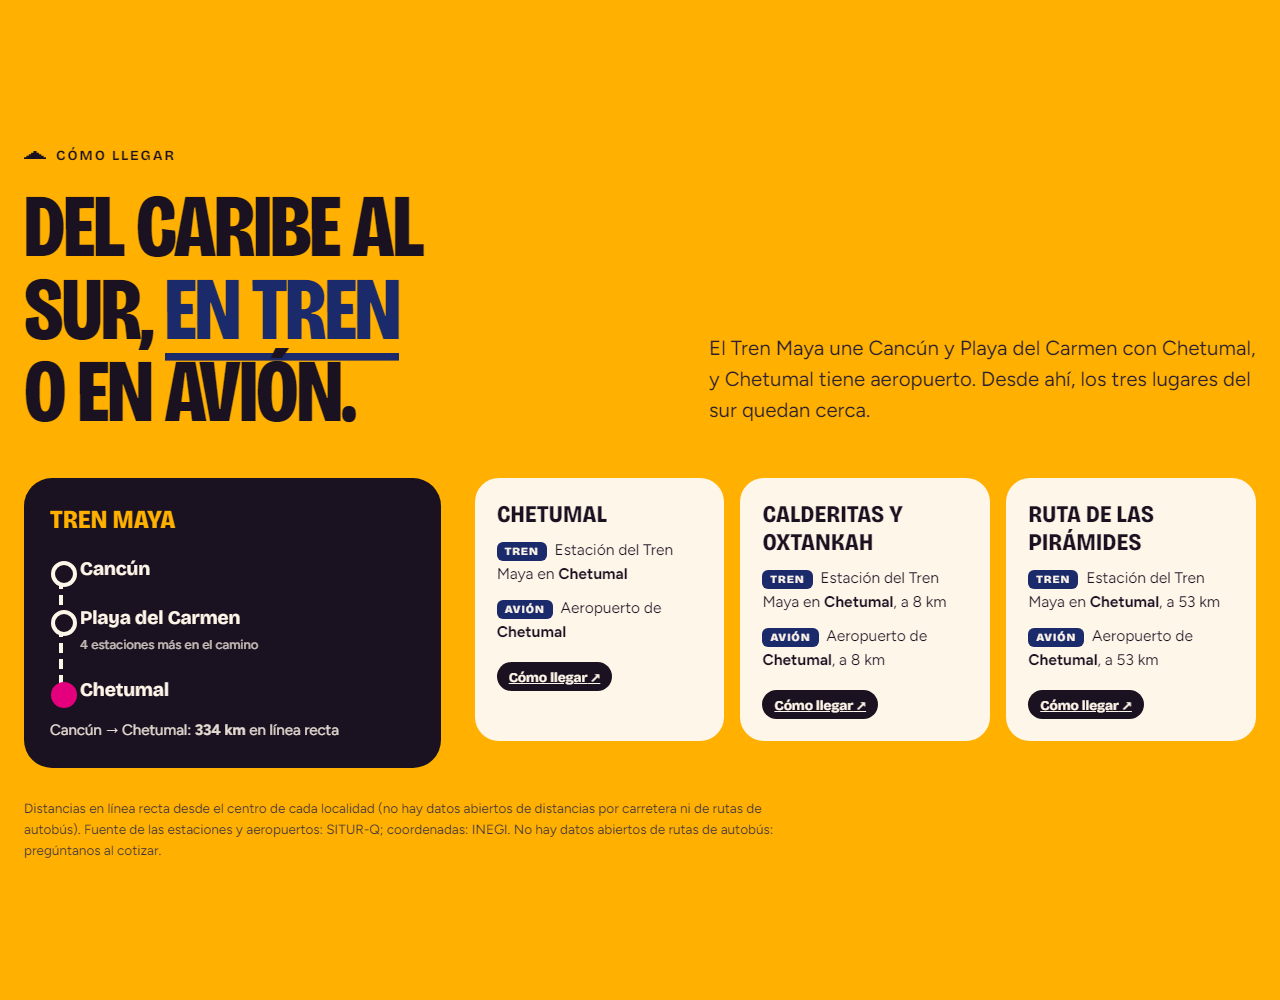 CÓMO LLEGAR
DEL CARIBE AL
SUR, EN TREN
O EN AVIÓN.
El Tren Maya une Cancún y Playa del Carmen con Chetumal,
y Chetumal tiene aeropuerto. Desde ahí, los tres lugares del
sur quedan cerca.
TREN MAYA
Cancún
Playa del Carmen
4 estaciones más en el camino
Chetumal
Cancún → Chetumal: 334 km en línea recta
CHETUMAL
TREN Estación del Tren
Maya en Chetumal
AVIÓN Aeropuerto de
Chetumal
Cómo llegar ↗
CALDERITAS Y
OXTANKAH
TREN Estación del Tren
Maya en Chetumal, a 8 km
AVIÓN Aeropuerto de
Chetumal, a 8 km
Cómo llegar ↗
RUTA DE LAS
PIRÁMIDES
TREN Estación del Tren
Maya en Chetumal, a 53 km
AVIÓN Aeropuerto de
Chetumal, a 53 km
Cómo llegar ↗
Distancias en línea recta desde el centro de cada localidad (no hay datos abiertos de distancias por carretera ni de rutas de
autobús). Fuente de las estaciones y aeropuertos: SITUR-Q; coordenadas: INEGI. No hay datos abiertos de rutas de autobús:
pregúntanos al cotizar.